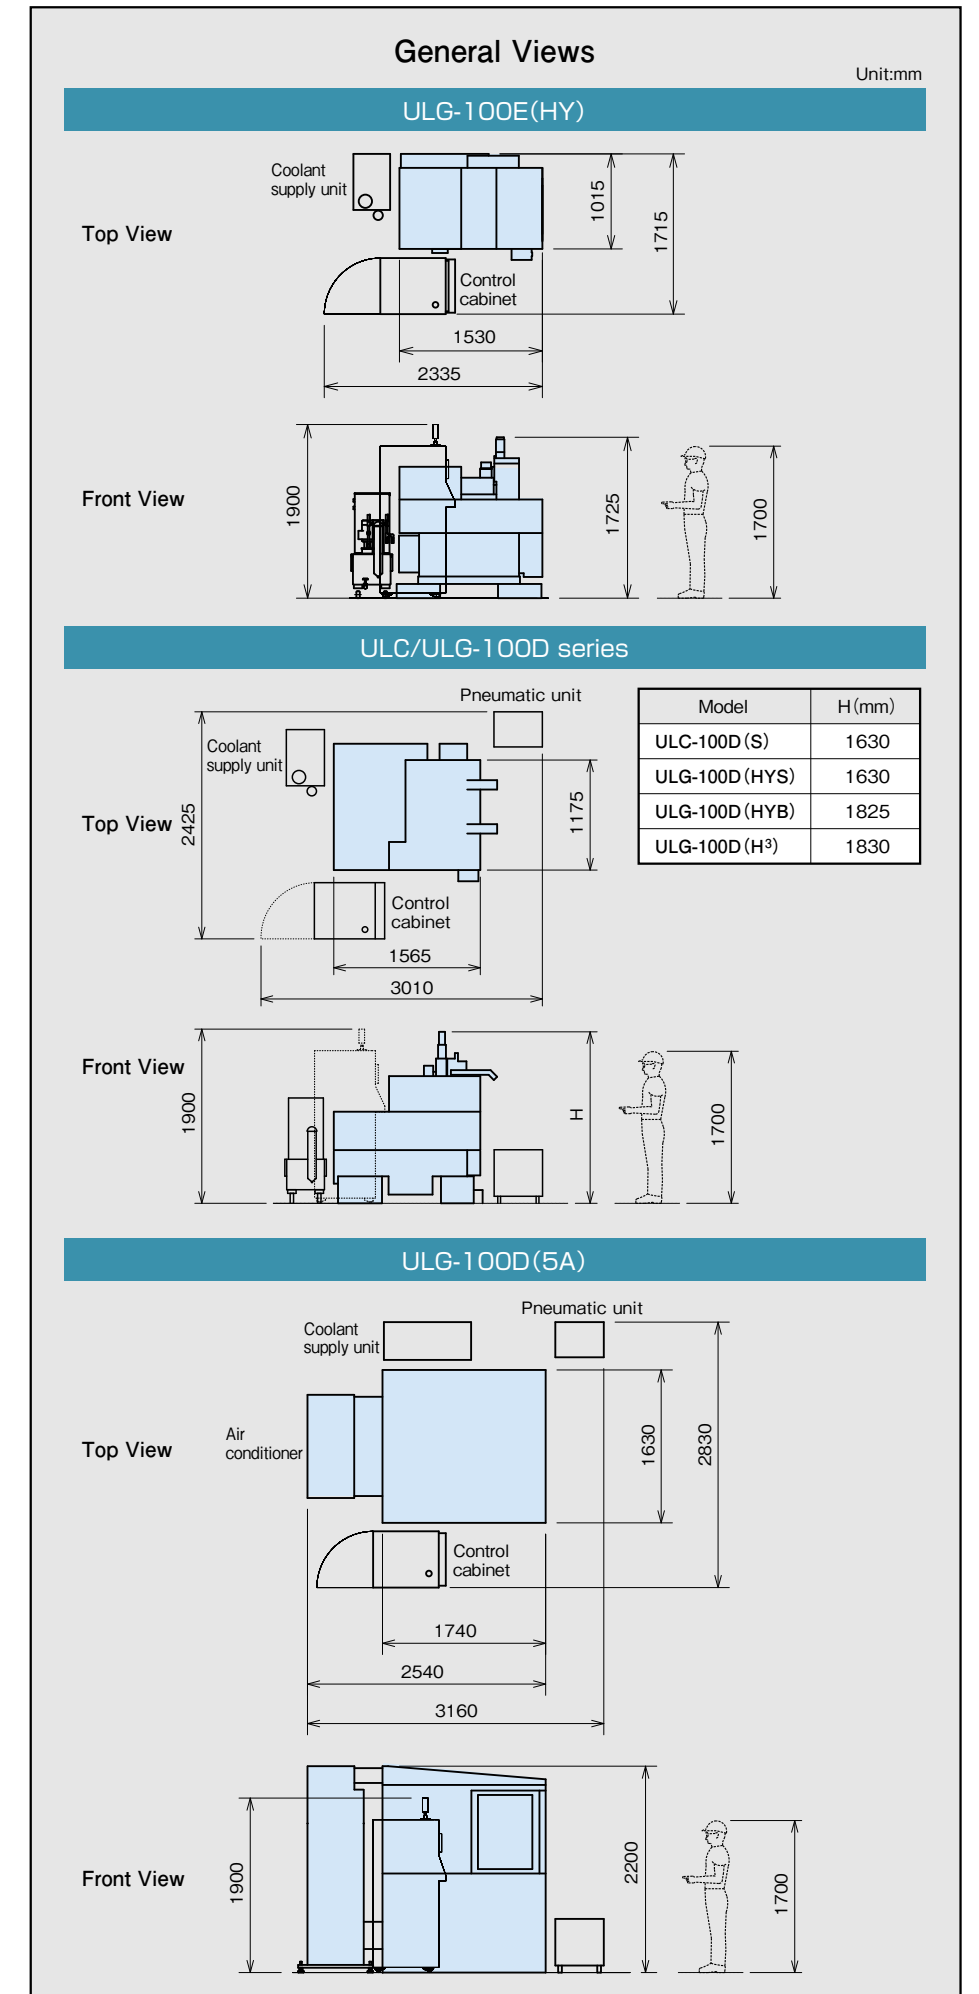 General Views
Unit:mm
ULG-100E(HY)
Coolant
supply unit
Top View
1015
1715
Control
cabinet
1530
2335
Front View
1900
1725
1700
ULC/ULG-100D series
Pneumatic unit
Coolant
supply unit
Top View
2425
1175
Control
cabinet
1565
3010
Model H(mm)
ULC-100D(S) 1630
ULG-100D(HYS) 1630
ULG-100D(HYB) 1825
ULG-100D(H³) 1830
Front View
1900
H
1700
ULG-100D(5A)
Pneumatic unit
Coolant
supply unit
Top View
Air
conditioner
1630
2830
Control
cabinet
1740
2540
3160
Front View
1900
2200
1700